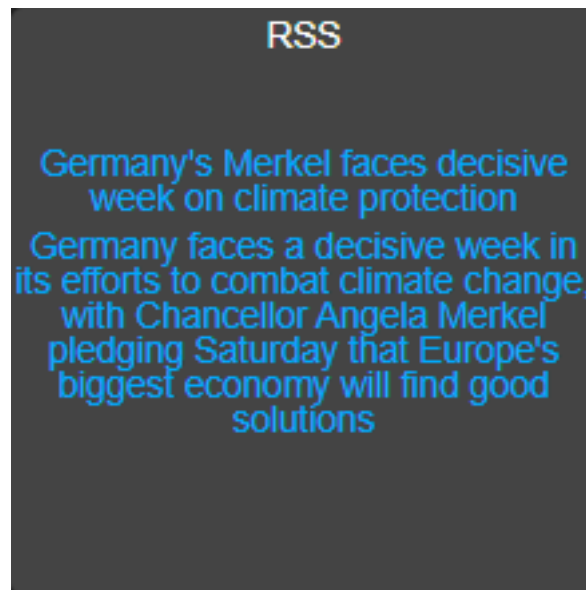 RSS
Germany's Merkel faces decisive
week on climate protection
Germany faces a decisive week in
its efforts to combat climate change,
with Chancellor Angela Merkel
pledging Saturday that Europe's
biggest economy will find good
solutions